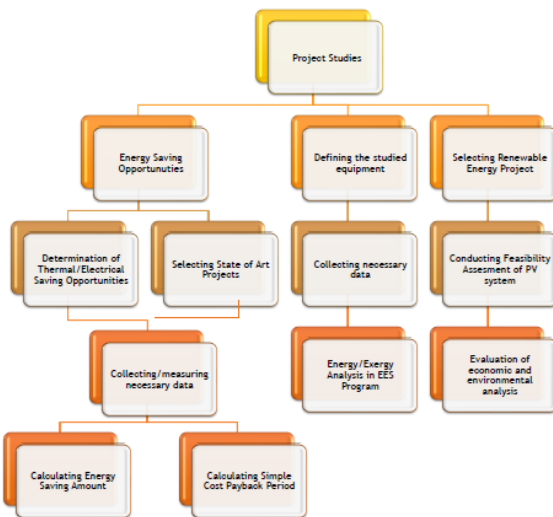 Project Studies
Energy Saving
Opportunuties
Defining the studied
equipment
Selecting Renewable
Energy Project
Determination of
Thermal/Electrical
Saving Opportunities
Selecting State of Art
Projects
Collecting necessary
data
Conducting Feasibility
Assesment of PV
system
Collecting/measuring
necessary data
Energy/Exergy
Analysis in EES
Program
Evaluation of
economic and
environmental
analysis
Calculating Energy
Saving Amount
Calculating Simple
Cost Payback Period